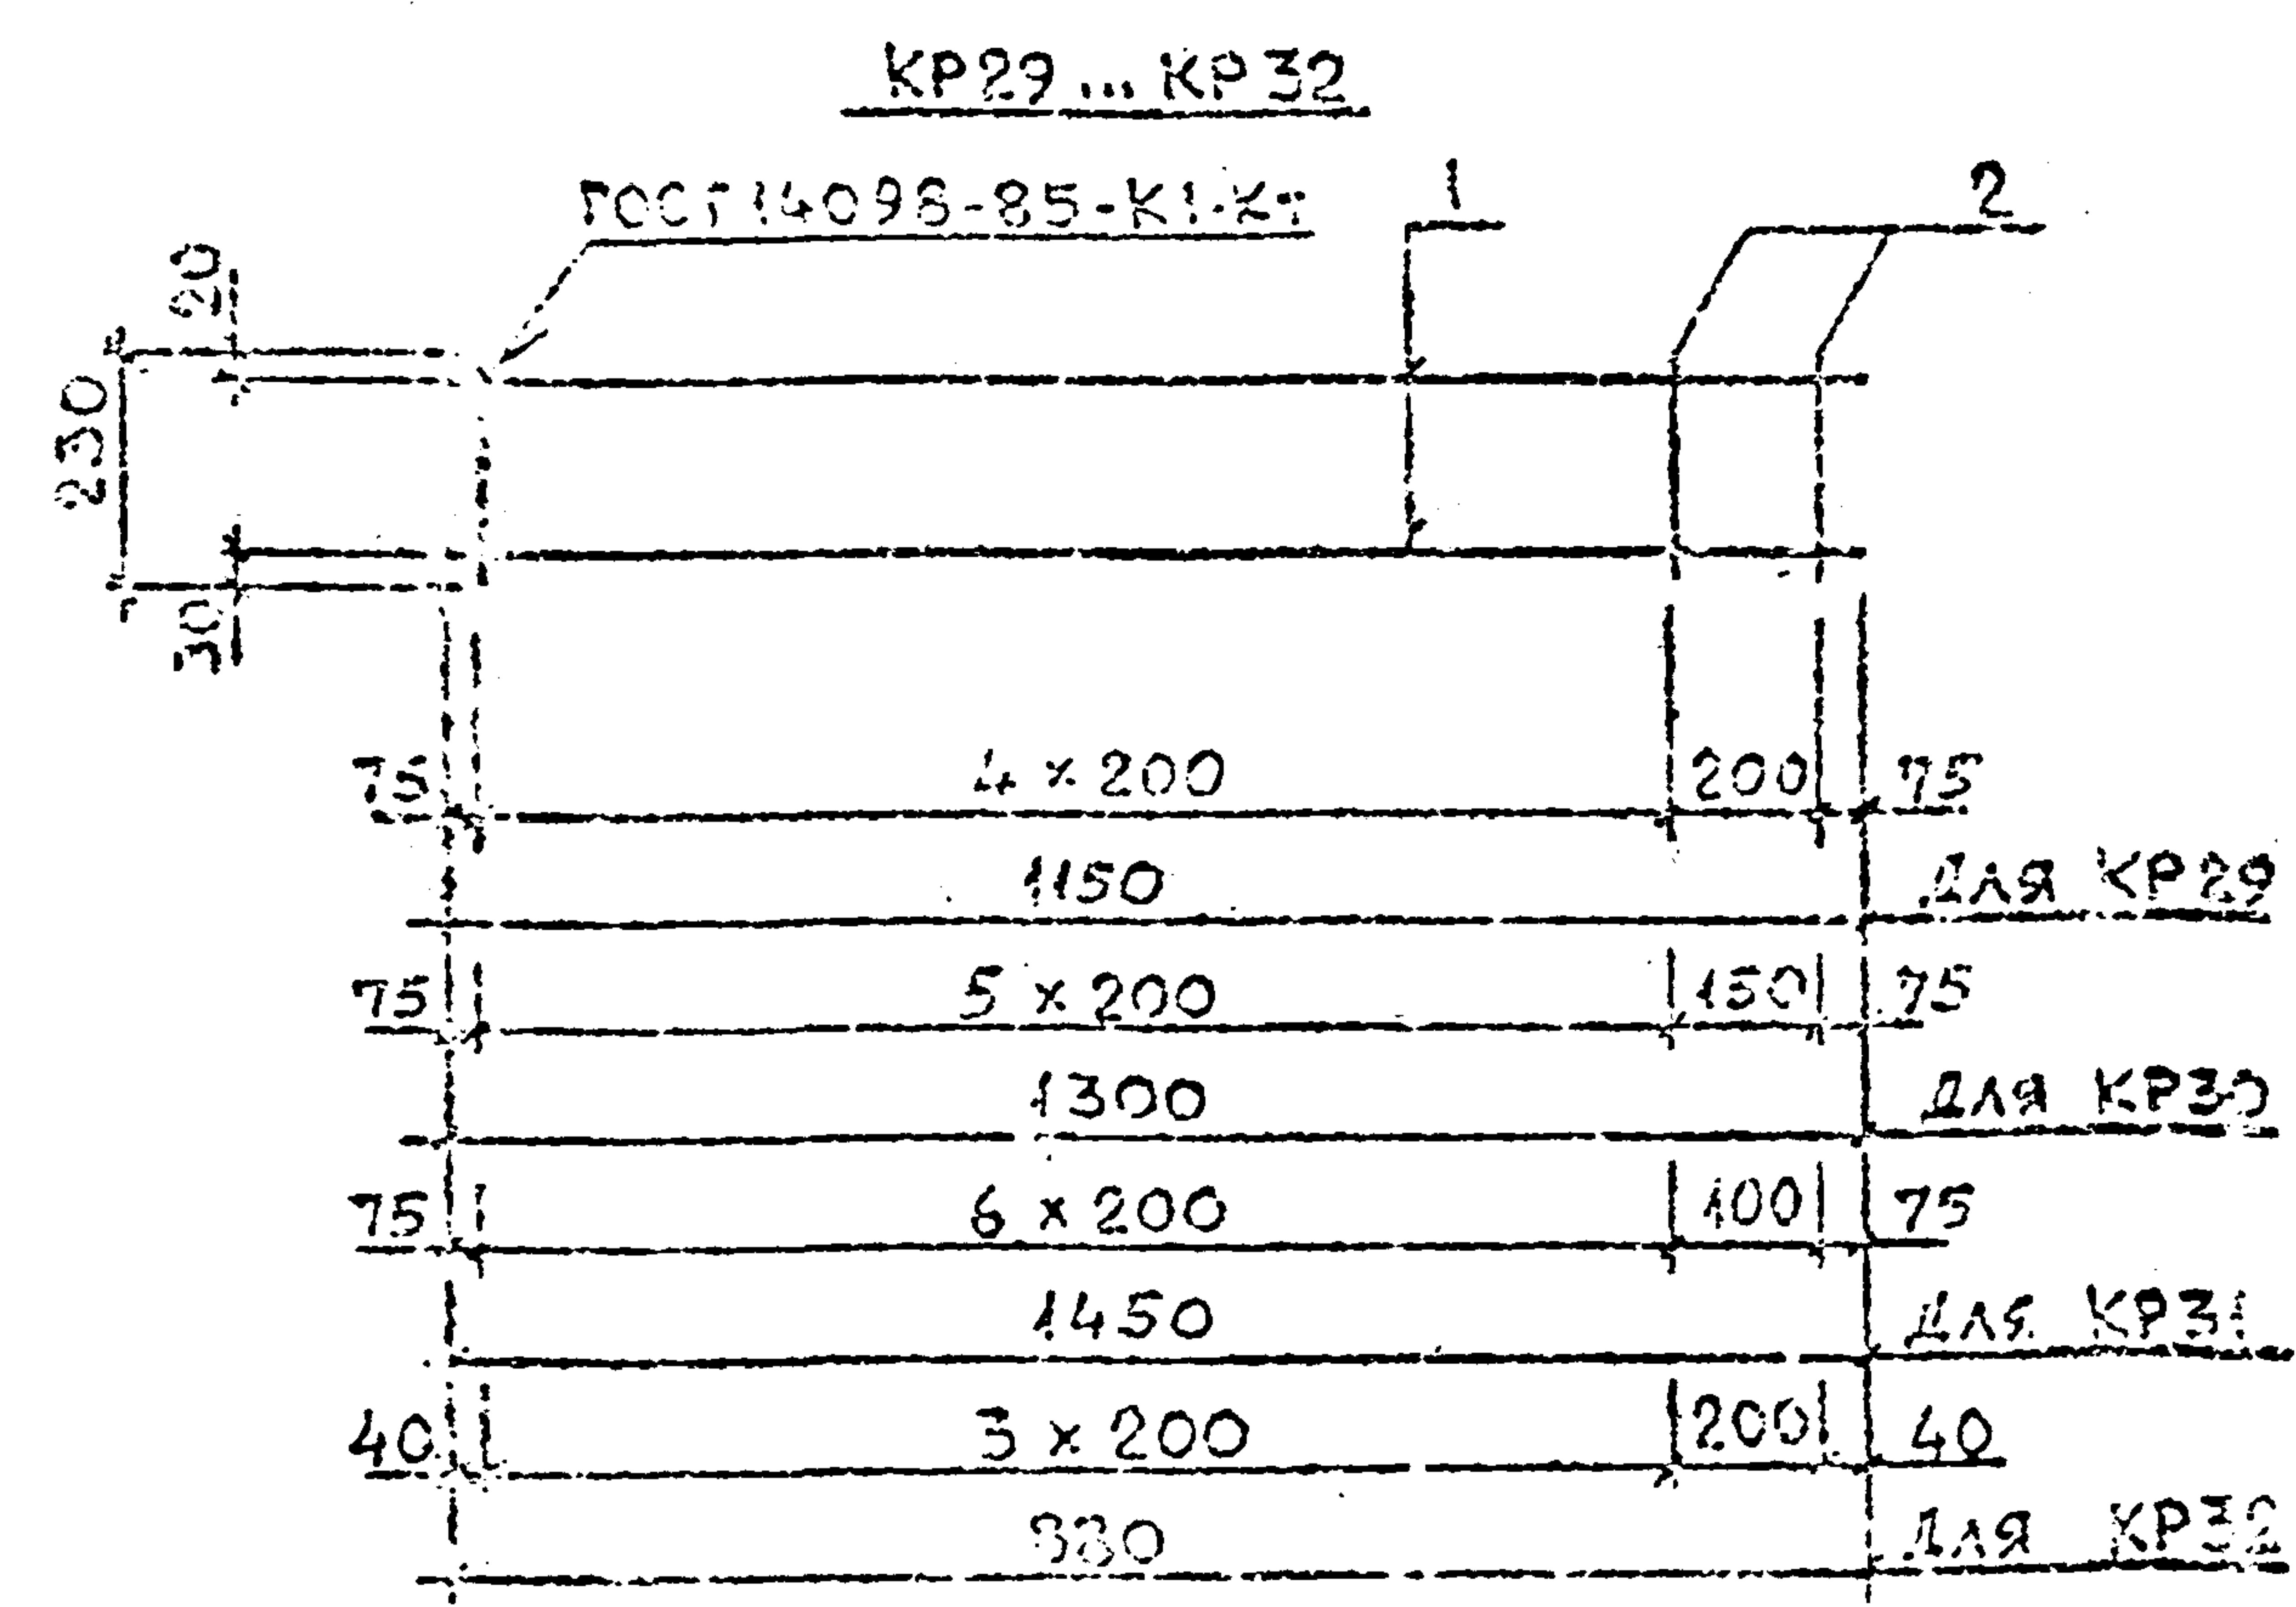 КР29...КР32
ГОСТ 14098-85-К1-Кт
1
2
20
230
30
75 4 × 200 200 75
1150 ДЛЯ КР29
75 5 × 200 150 75
1300 ДЛЯ КР30
75 6 × 200 100 75
1450 ДЛЯ КР31
40 3 × 200 200 40
880 ДЛЯ КР32